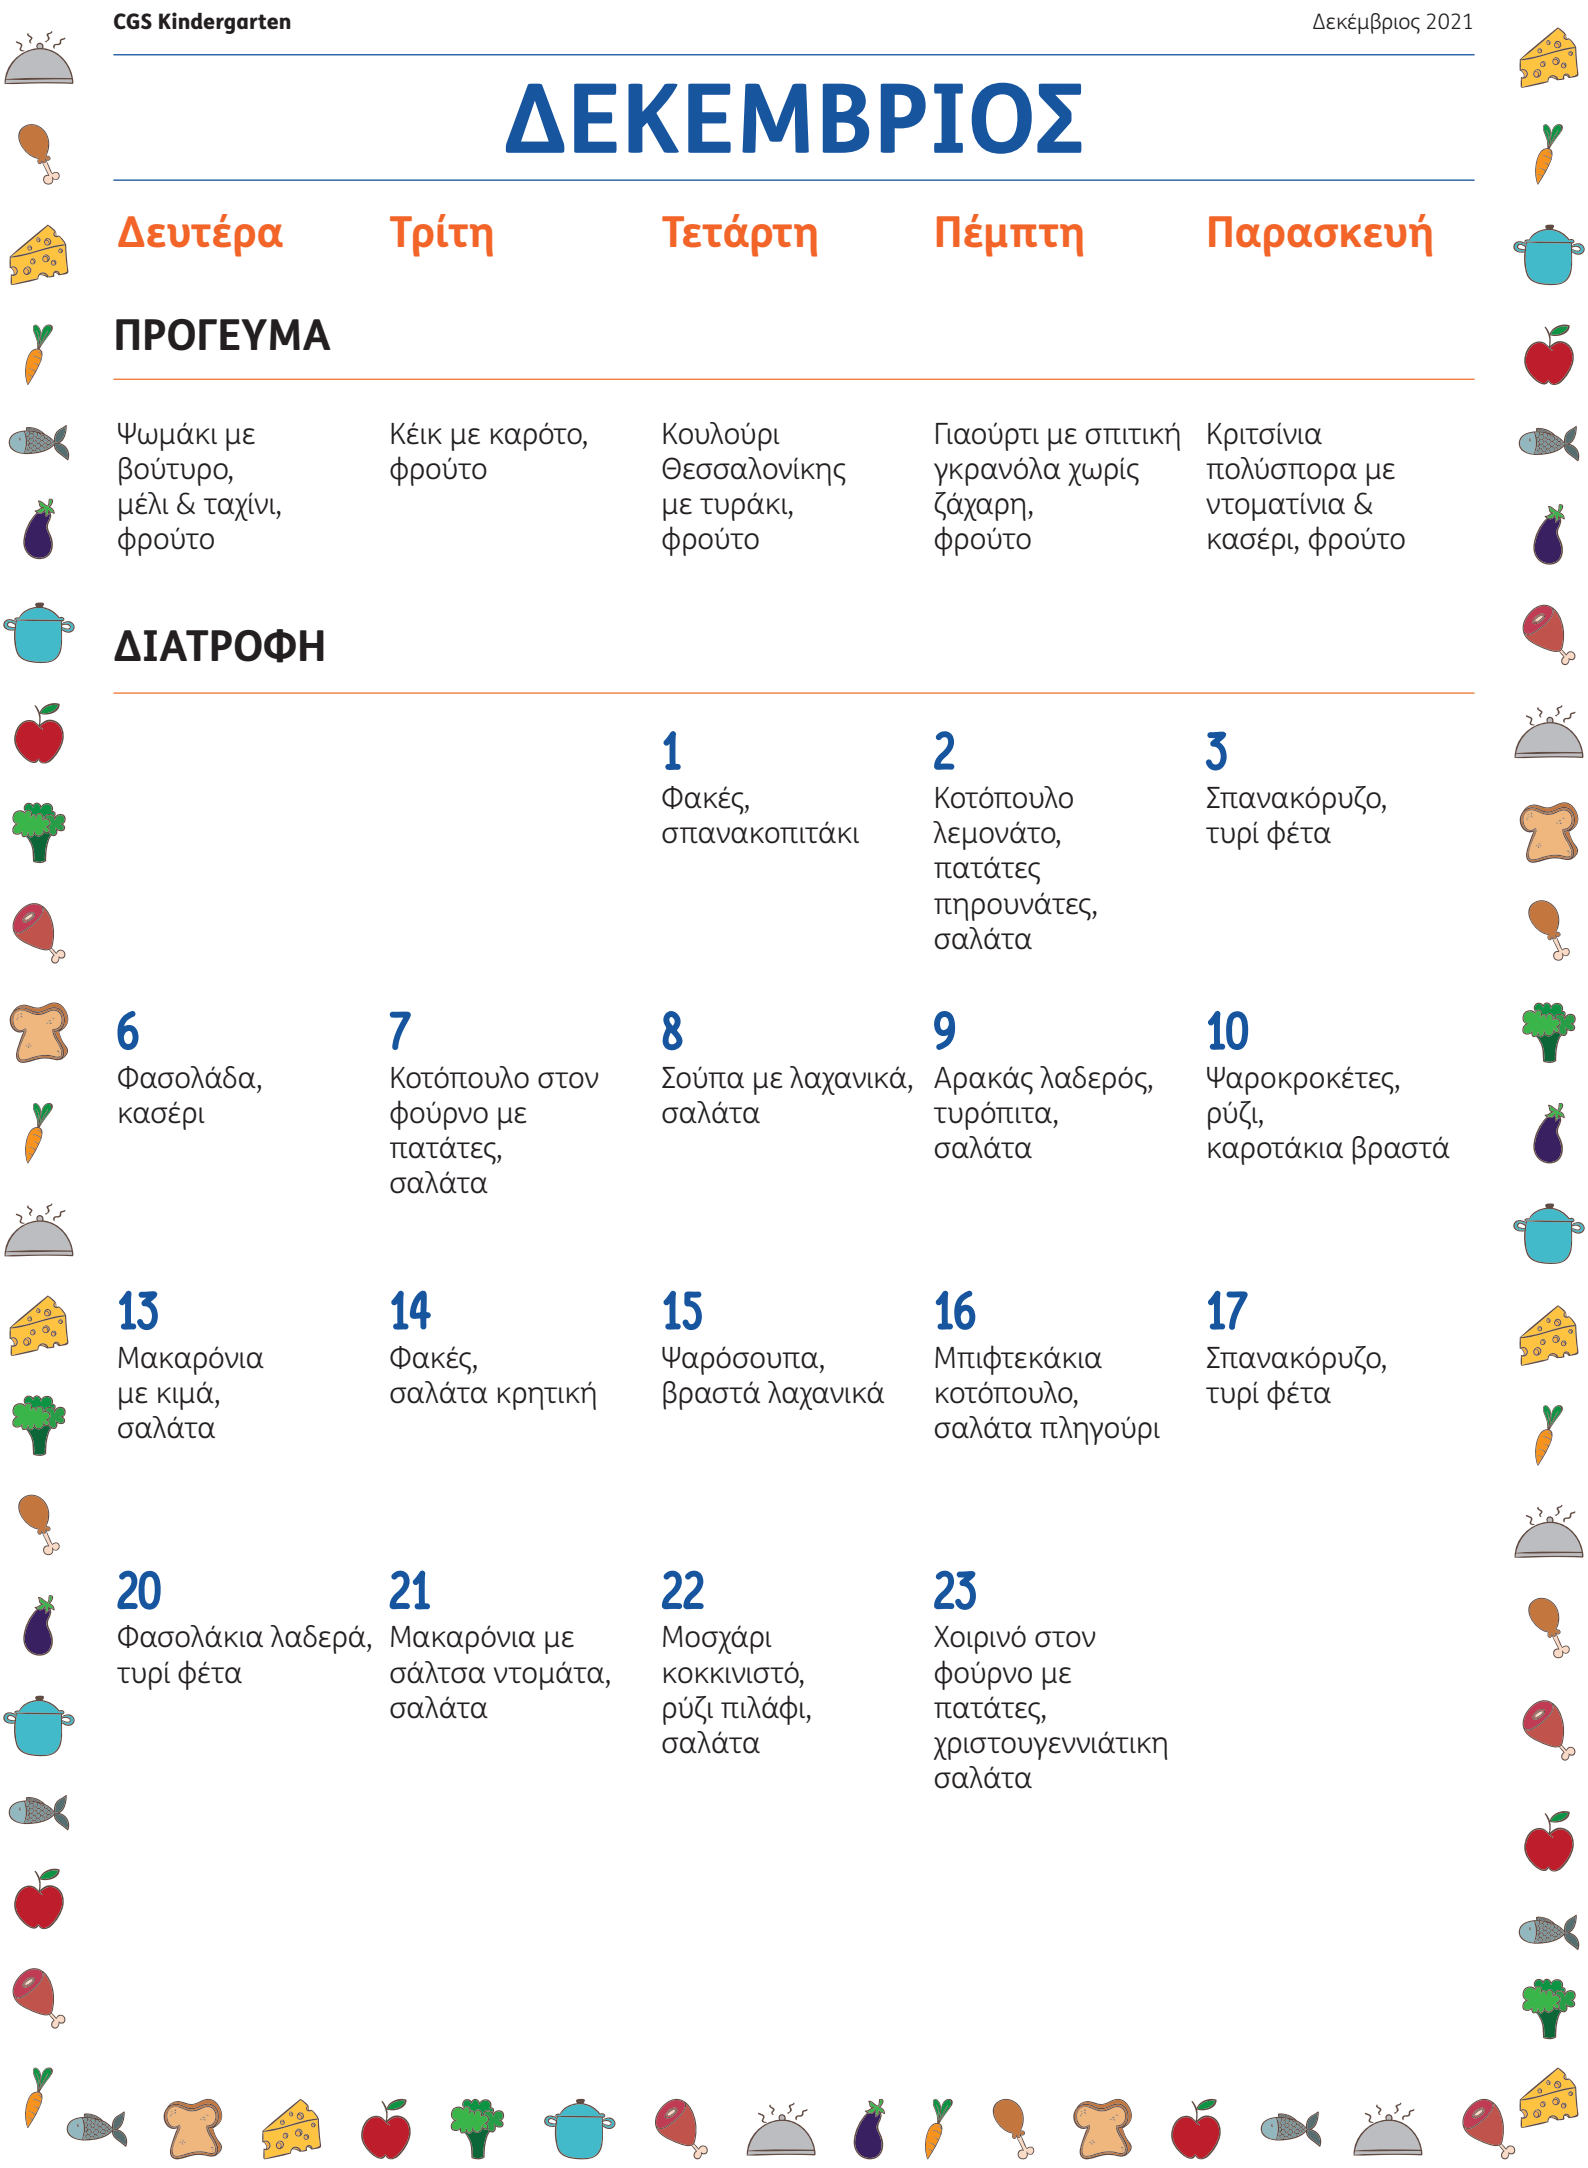 CGS Kindergarten
Δεκέμβριος 2021
ΔΕΚΕΜΒΡΙΟΣ
Δευτέρα
Τρίτη
Τετάρτη
Πέμπτη
Παρασκευή
ΠΡΟΓΕΥΜΑ
Ψωμάκι με
βούτυρο,
μέλι & ταχίνι,
φρούτο
Κέικ με καρότο,
φρούτο
Κουλούρι
Θεσσαλονίκης
με τυράκι,
φρούτο
Γιαούρτι με σπιτική
γκρανόλα χωρίς
ζάχαρη,
φρούτο
Κριτσίνια
πολύσπορα με
ντοματίνια &
κασέρι, φρούτο
ΔΙΑΤΡΟΦΗ
1
Φακές,
σπανακοπιτάκι
2
Κοτόπουλο
λεμονάτο,
πατάτες
πηρουνάτες,
σαλάτα
3
Σπανακόρυζο,
τυρί φέτα
6
Φασολάδα,
κασέρι
7
Κοτόπουλο στον
φούρνο με
πατάτες,
σαλάτα
8
Σούπα με λαχανικά,
σαλάτα
9
Αρακάς λαδερός,
τυρόπιτα,
σαλάτα
10
Ψαροκροκέτες,
ρύζι,
καροτάκια βραστά
13
Μακαρόνια
με κιμά,
σαλάτα
14
Φακές,
σαλάτα κρητική
15
Ψαρόσουπα,
βραστά λαχανικά
16
Μπιφτεκάκια
κοτόπουλο,
σαλάτα πληγούρι
17
Σπανακόρυζο,
τυρί φέτα
20
Φασολάκια λαδερά,
τυρί φέτα
21
Μακαρόνια με
σάλτσα ντομάτα,
σαλάτα
22
Μοσχάρι
κοκκινιστό,
ρύζι πιλάφι,
σαλάτα
23
Χοιρινό στον
φούρνο με
πατάτες,
χριστουγεννιάτικη
σαλάτα